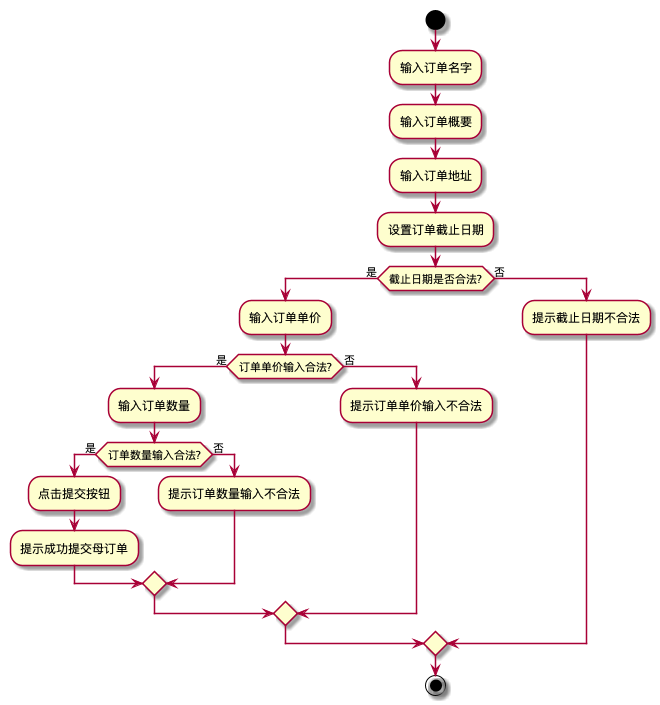 输入订单名字
输入订单概要
输入订单地址
设置订单截止日期
是
截止日期是否合法?
否
输入订单单价
提示截止日期不合法
是
订单单价输入合法?
否
输入订单数量
提示订单单价输入不合法
是
订单数量输入合法?
否
点击提交按钮
提示订单数量输入不合法
提示成功提交母订单